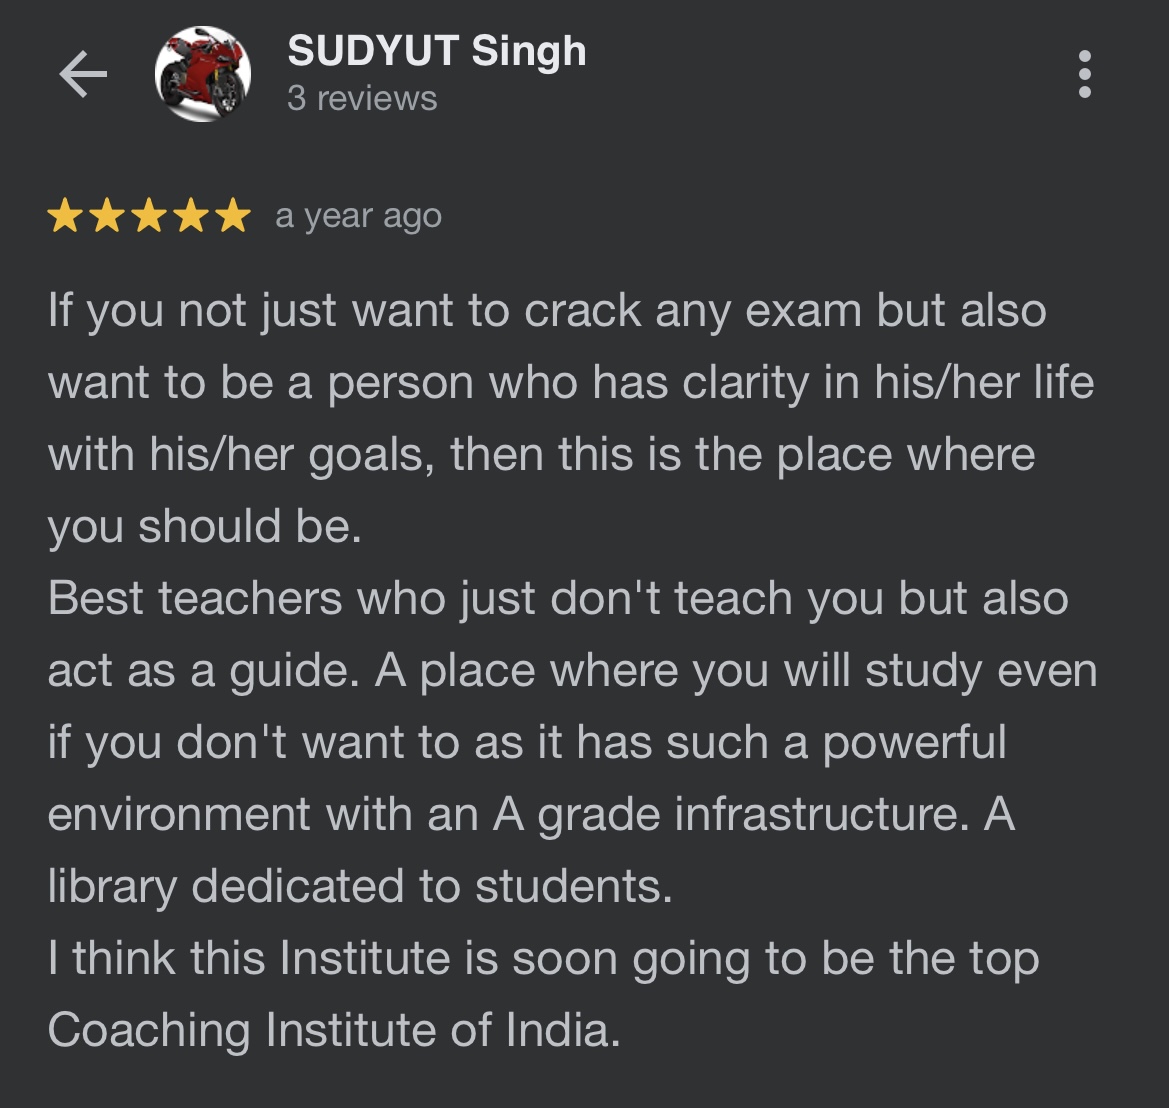 SUDYUT Singh
3 reviews
a year ago
If you not just want to crack any exam but also
want to be a person who has clarity in his/her life
with his/her goals, then this is the place where
you should be.
Best teachers who just don't teach you but also
act as a guide. A place where you will study even
if you don't want to as it has such a powerful
environment with an A grade infrastructure. A
library dedicated to students.
I think this Institute is soon going to be the top
Coaching Institute of India.